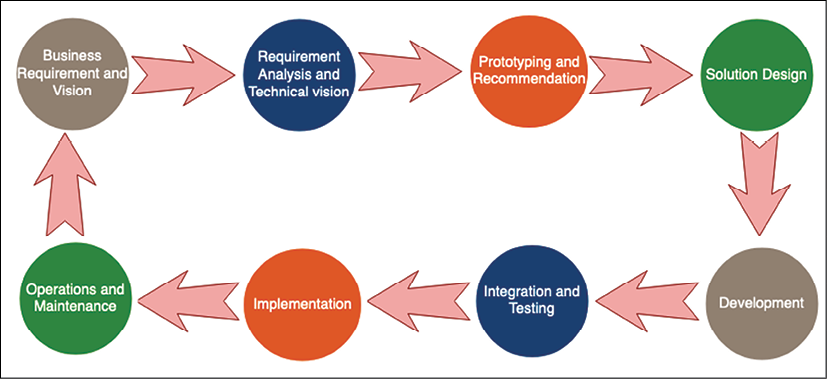 Business
Requirement and
Vision
Requirement
Analysis and
Technical vision
Prototyping and
Recommendation
Solution Design
Development
Integration and
Testing
Implementation
Operations and
Maintenance